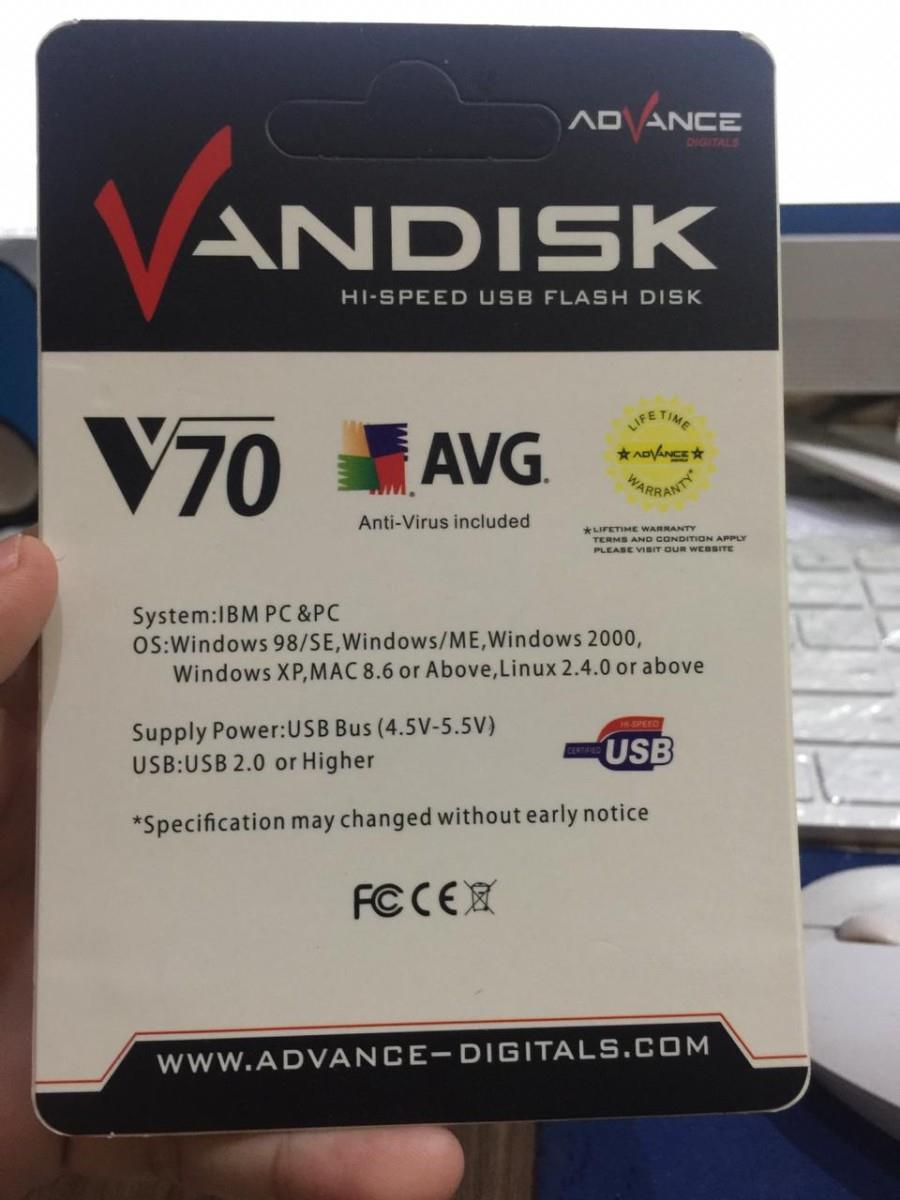 ADVANCE
DIGITALS
VANDISK
HI-SPEED USB FLASH DISK
V70
AVG
Anti-Virus included
LIFETIME
ADVANCE
WARRANTY*
*LIFETIME WARRANTY
TERMS AND CONDITION APPLY
PLEASE VISIT OUR WEBSITE
System:IBM PC &PC
OS:Windows 98/SE,Windows/ME,Windows 2000,
Windows XP,MAC 8.6 or Above,Linux 2.4.0 or above
Supply Power:USB Bus (4.5V-5.5V)
USB:USB 2.0 or Higher
HI-SPEED
CERTIFIED
USB
*Specification may changed without early notice
FC CE
WWW.ADVANCE-DIGITALS.COM